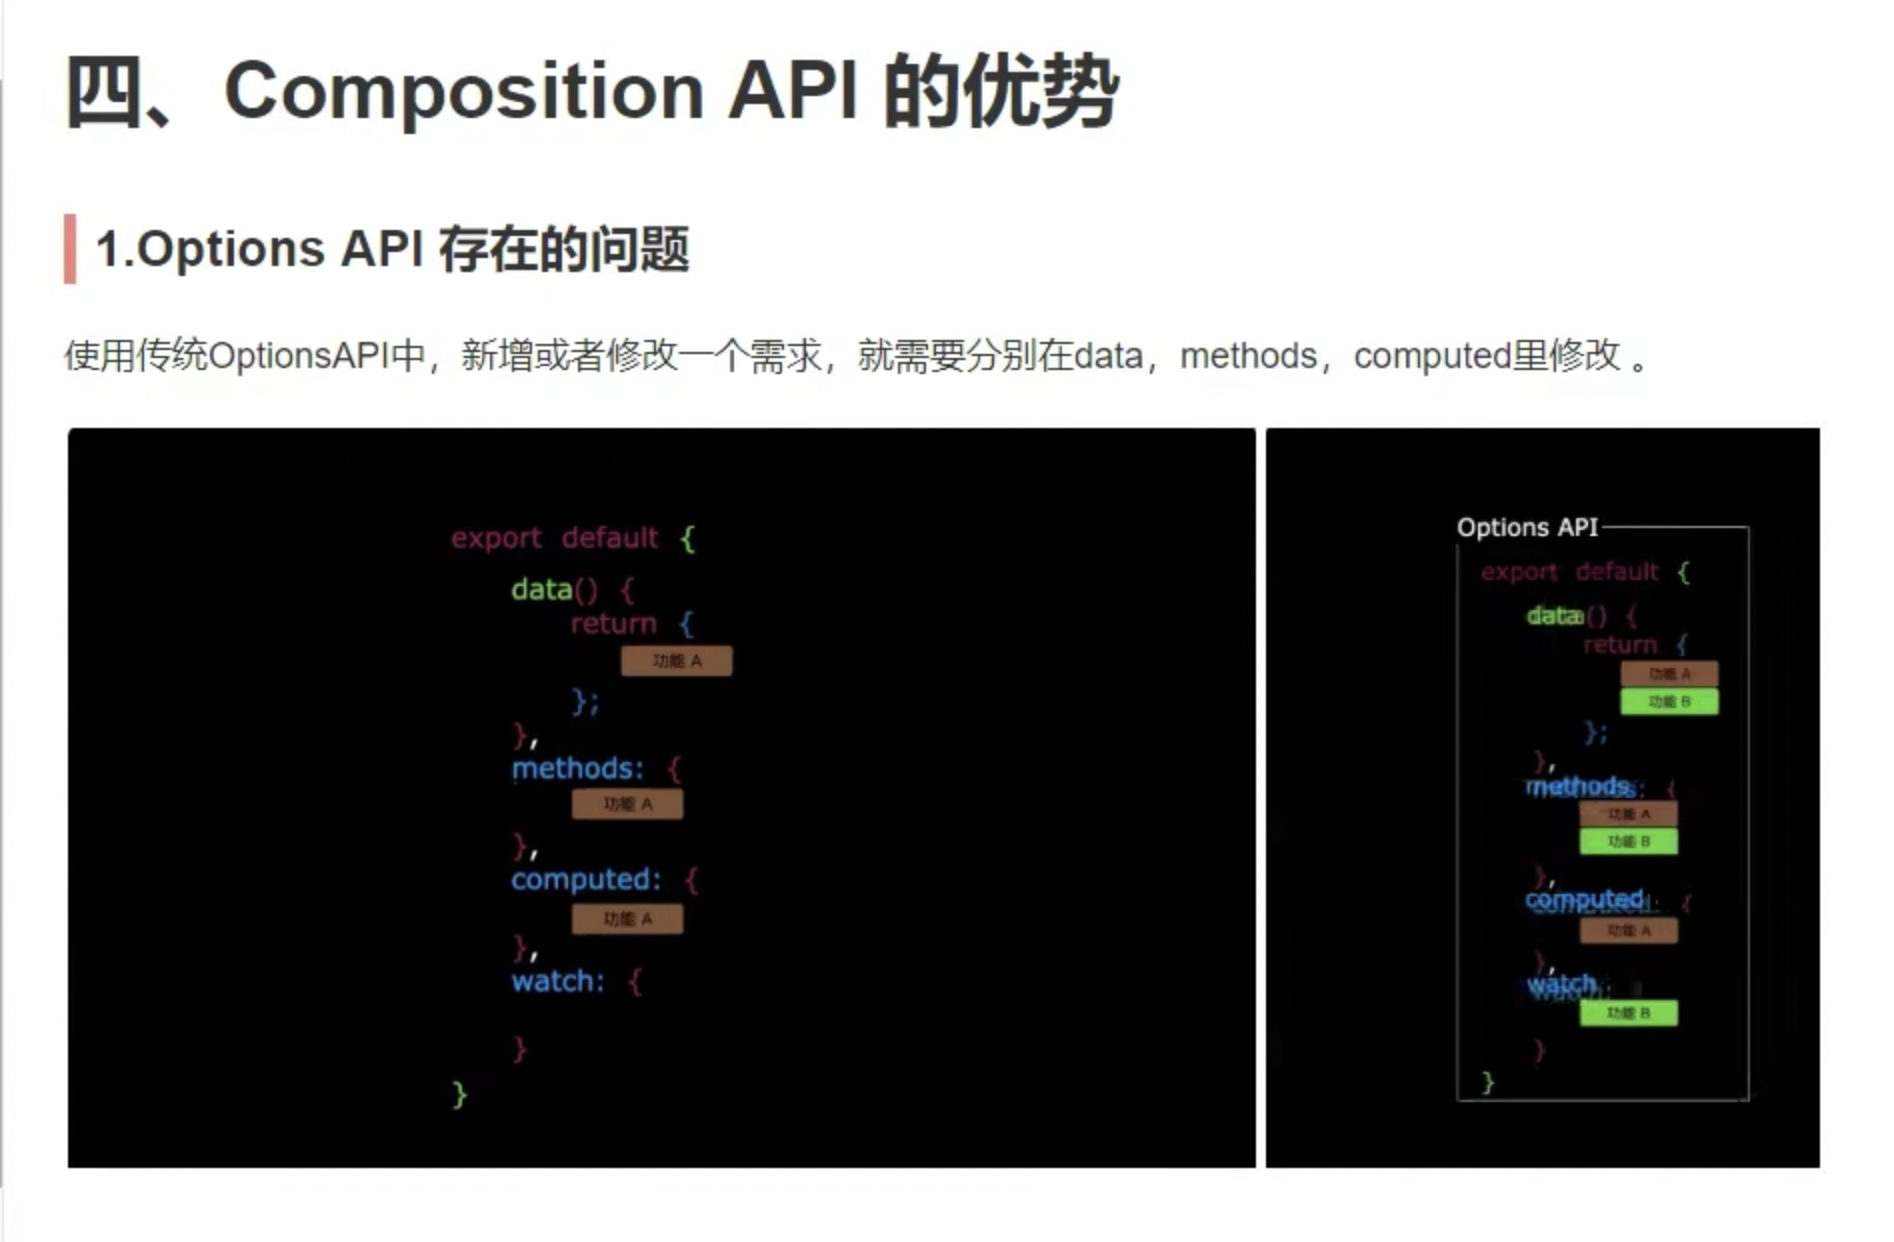 四、Composition API 的优势
1.Options API 存在的问题
使用传统OptionsAPI中，新增或者修改一个需求，就需要分别在data，methods，computed里修改 。
export default {
data() {
return {
功能 A
};
},
methods: {
功能 A
},
computed: {
功能 A
},
watch: {
}
}
Options API
export default {
data() {
return {
功能 A
功能 B
};
},
methods: {
功能 A
功能 B
},
computed: {
功能 A
},
watch:
功能 B
}
}